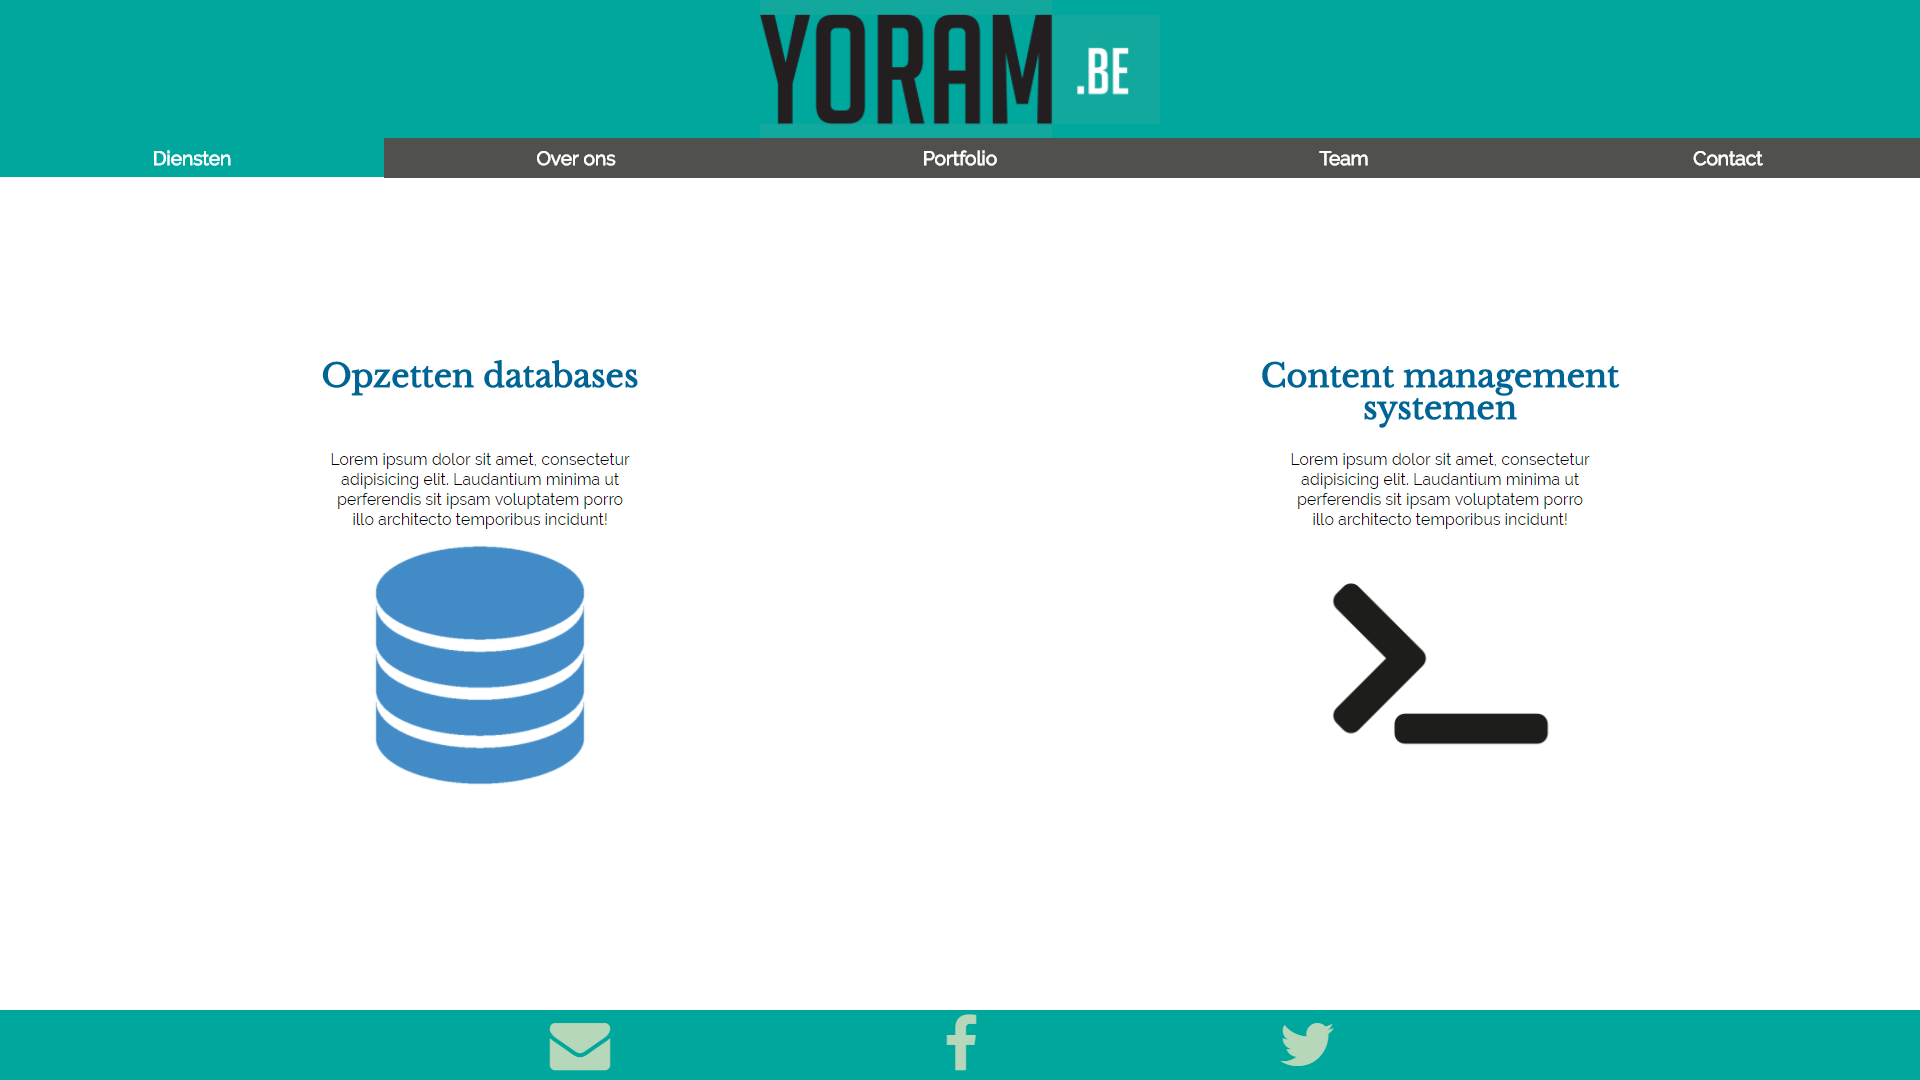 YORAM .BE
Diensten Over ons Portfolio Team Contact
Opzetten databases
Lorem ipsum dolor sit amet, consectetur
adipisicing elit. Laudantium minima ut
perferendis sit ipsam voluptatem porro
illo architecto temporibus incidunt!
Content management
systemen
Lorem ipsum dolor sit amet, consectetur
adipisicing elit. Laudantium minima ut
perferendis sit ipsam voluptatem porro
illo architecto temporibus incidunt!